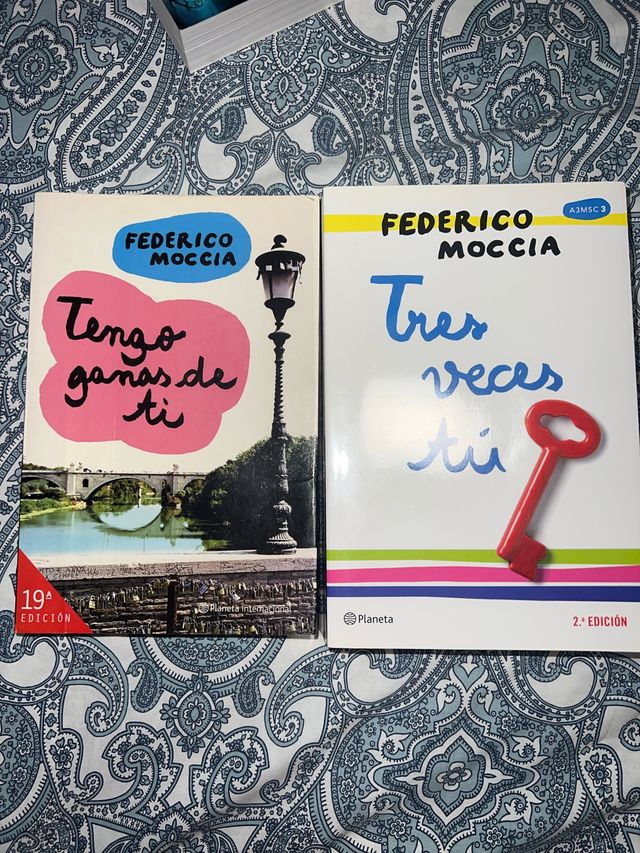 FEDERICO
MOCCIA
Tengo
ganas de
ti
19ª
EDICIÓN
Planeta Internacional
A3MSC 3
FEDERICO
MOCCIA
Tres
veces
tú
Planeta
2.ª EDICIÓN